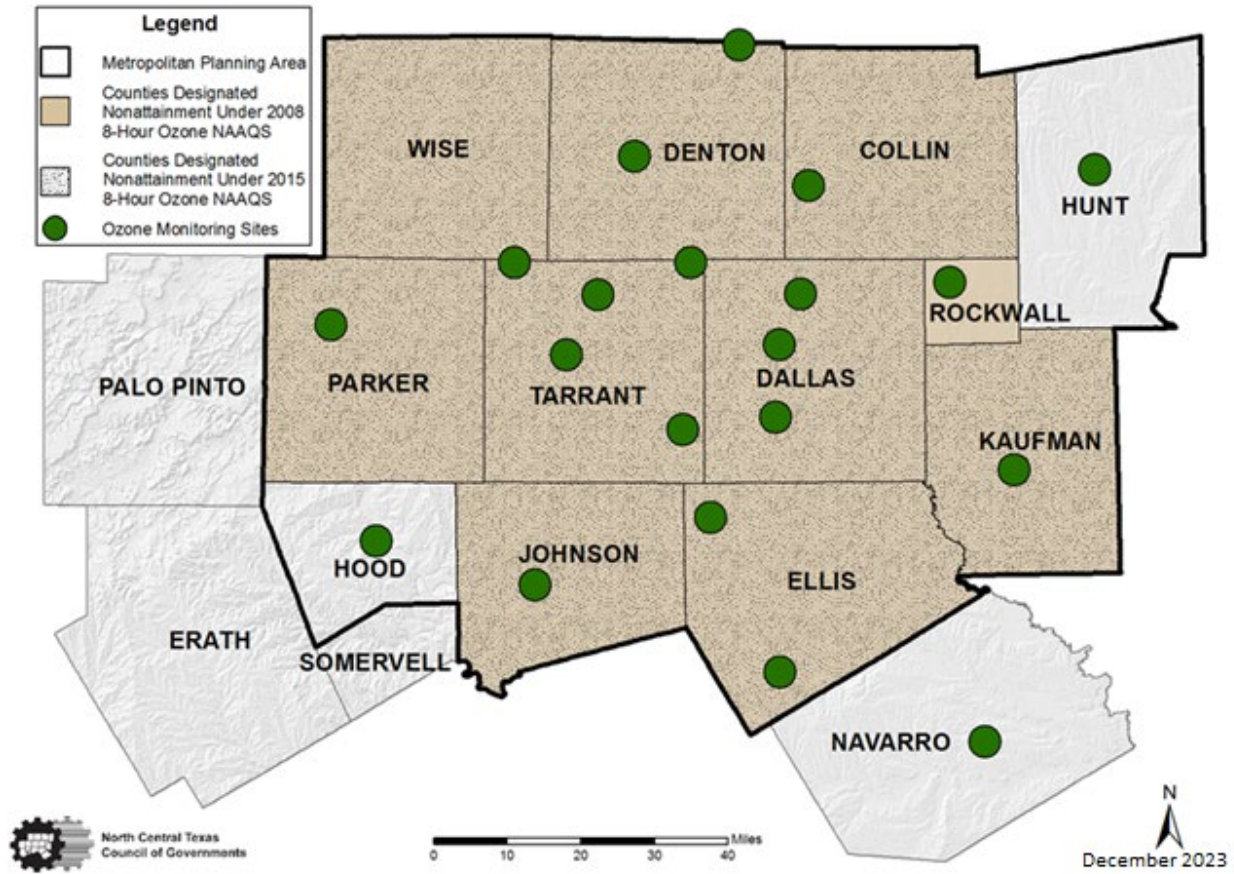 Legend
Metropolitan Planning Area
Counties Designated
Nonattainment Under 2008
8-Hour Ozone NAAQS
Counties Designated
Nonattainment Under 2015
8-Hour Ozone NAAQS
Ozone Monitoring Sites
WISE
DENTON
COLLIN
HUNT
ROCKWALL
PALO PINTO
PARKER
TARRANT
DALLAS
KAUFMAN
HOOD
JOHNSON
ELLIS
ERATH
SOMERVELL
NAVARRO
N
North Central Texas
Council of Governments
Miles
0 10 20 30 40
December 2023